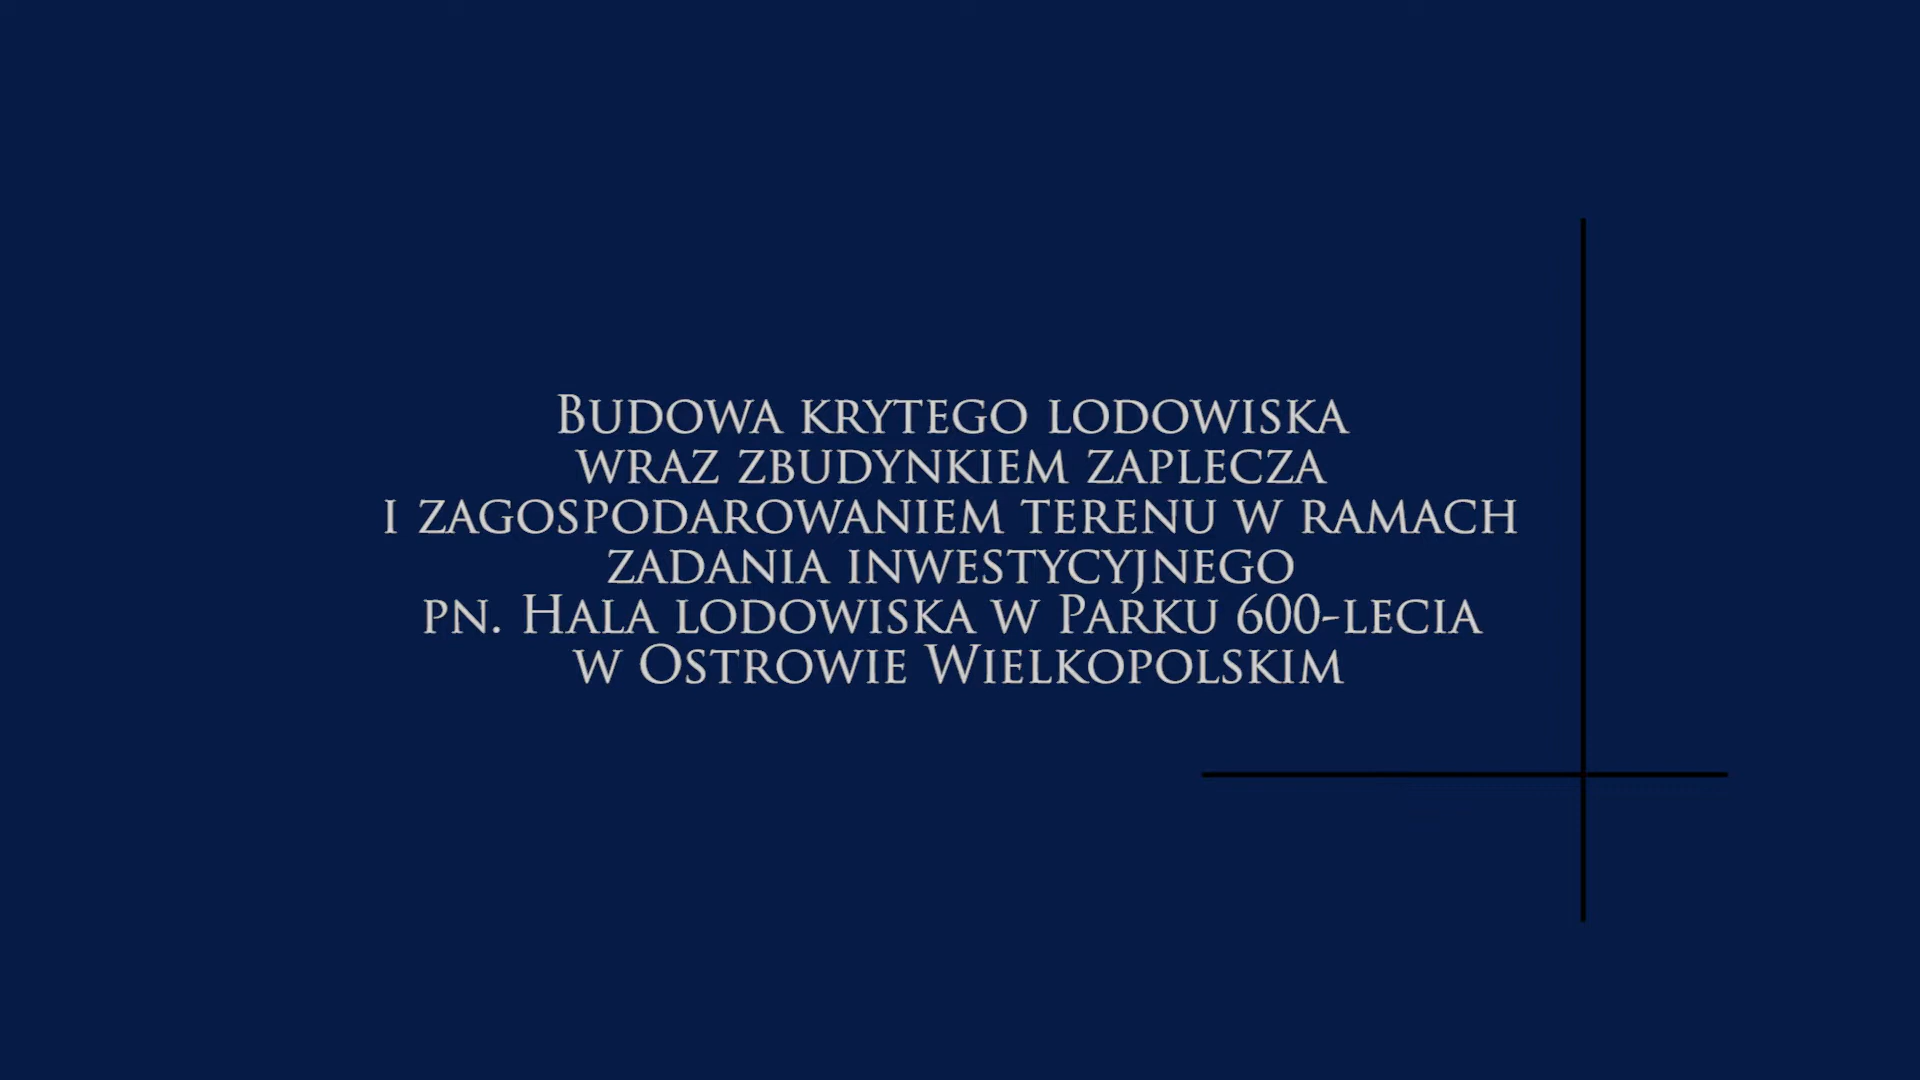 Budowa krytego lodowiska
wraz zbudynkiem zaplecza
i zagospodarowaniem terenu w ramach
zadania inwestycyjnego
pn. Hala lodowiska w Parku 600-lecia
w Ostrowie Wielkopolskim